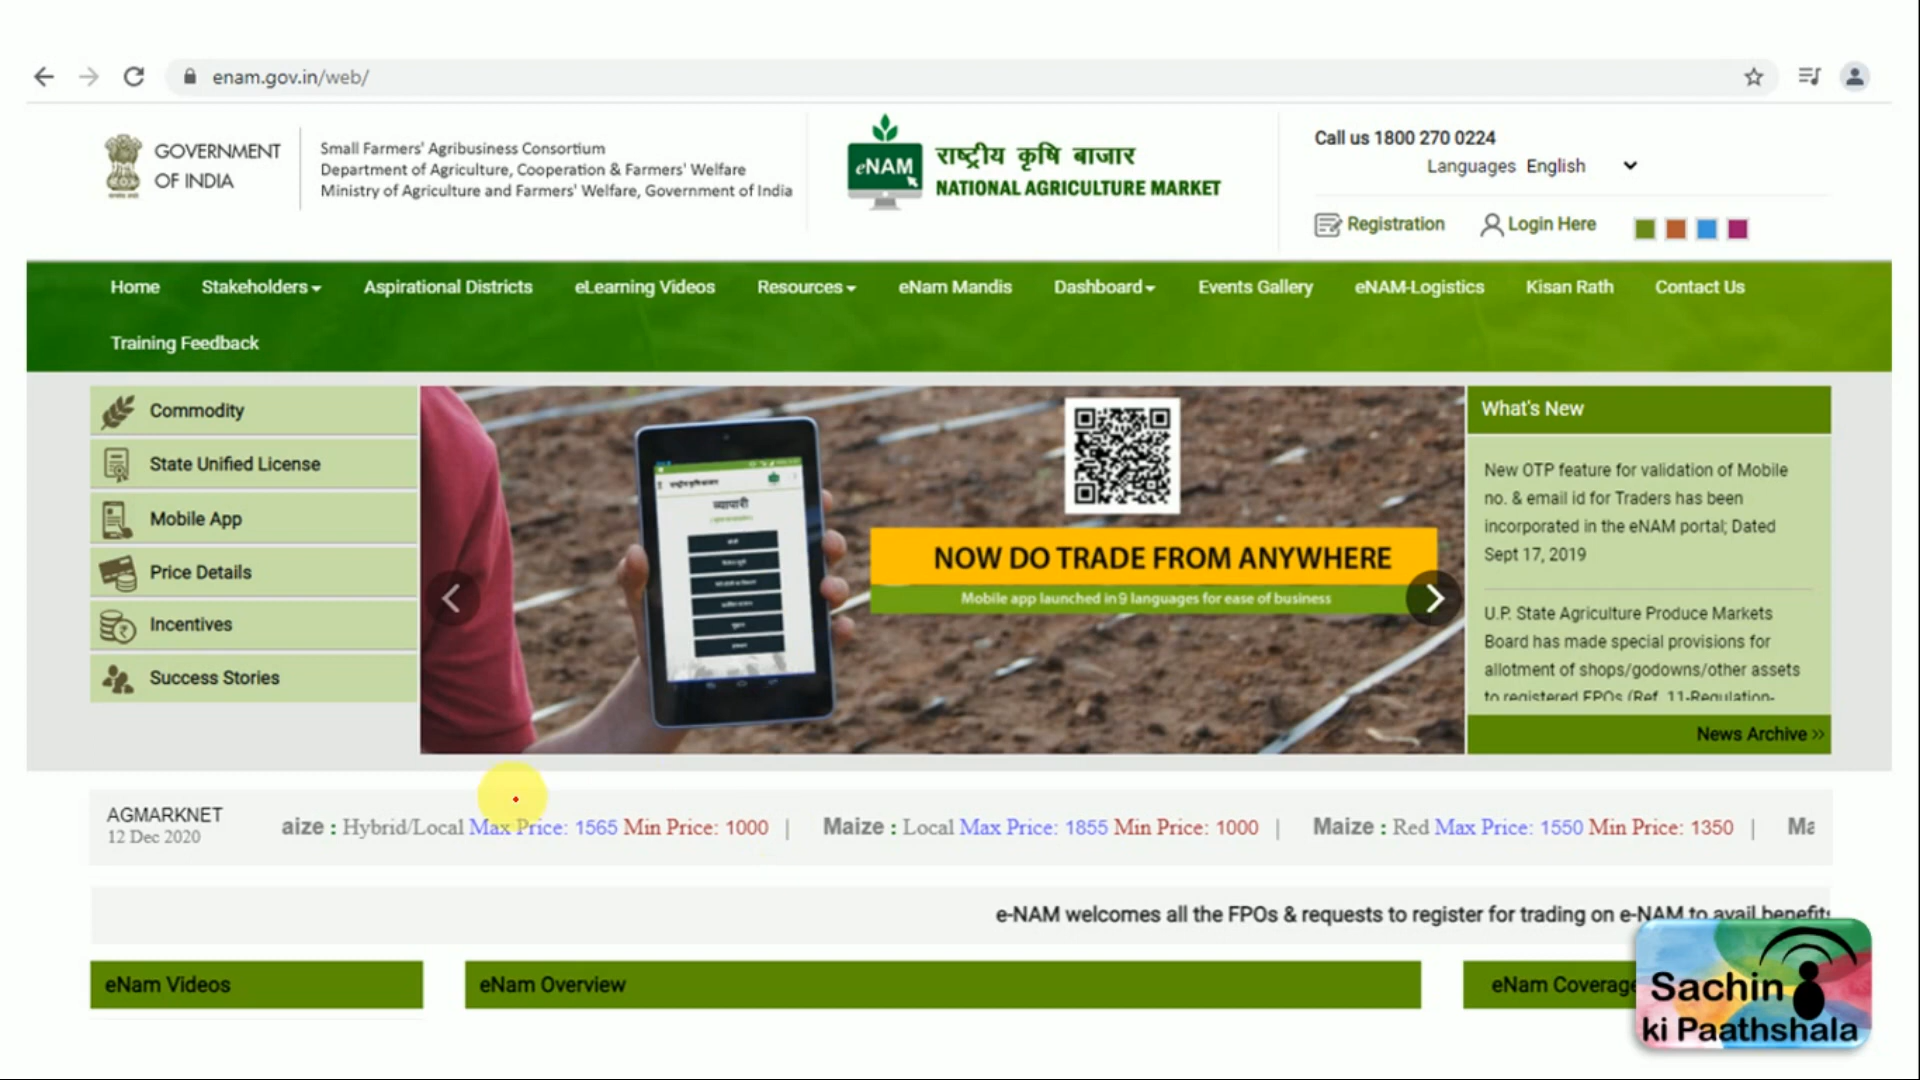 enam.gov.in/web/
GOVERNMENT
OF INDIA
Small Farmers' Agribusiness Consortium
Department of Agriculture, Cooperation & Farmers' Welfare
Ministry of Agriculture and Farmers' Welfare, Government of India
eNAM
राष्ट्रीय कृषि बाजार
NATIONAL AGRICULTURE MARKET
Call us 1800 270 0224
Languages English
Registration
Login Here
Home Stakeholders Aspirational Districts eLearning Videos Resources eNam Mandis Dashboard Events Gallery eNAM-Logistics Kisan Rath Contact Us
Training Feedback
Commodity
State Unified License
Mobile App
Price Details
Incentives
Success Stories
व्यापारी
NOW DO TRADE FROM ANYWHERE
Mobile app launched in 9 languages for ease of business
What's New
New OTP feature for validation of Mobile
no. & email id for Traders has been
incorporated in the eNAM portal; Dated
Sept 17, 2019
U.P. State Agriculture Produce Markets
Board has made special provisions for
allotment of shops/godowns/other assets
to registered FPOs (Ref. 11-Regulation-
News Archive »
AGMARKNET
12 Dec 2020
aize : Hybrid/Local Max Price: 1565 Min Price: 1000 | Maize : Local Max Price: 1855 Min Price: 1000 | Maize : Red Max Price: 1550 Min Price: 1350 | Ma
e-NAM welcomes all the FPOs & requests to register for trading on e-NAM to avail benefits
eNam Videos
eNam Overview
eNam Coverage
Sachin
ki Paathshala